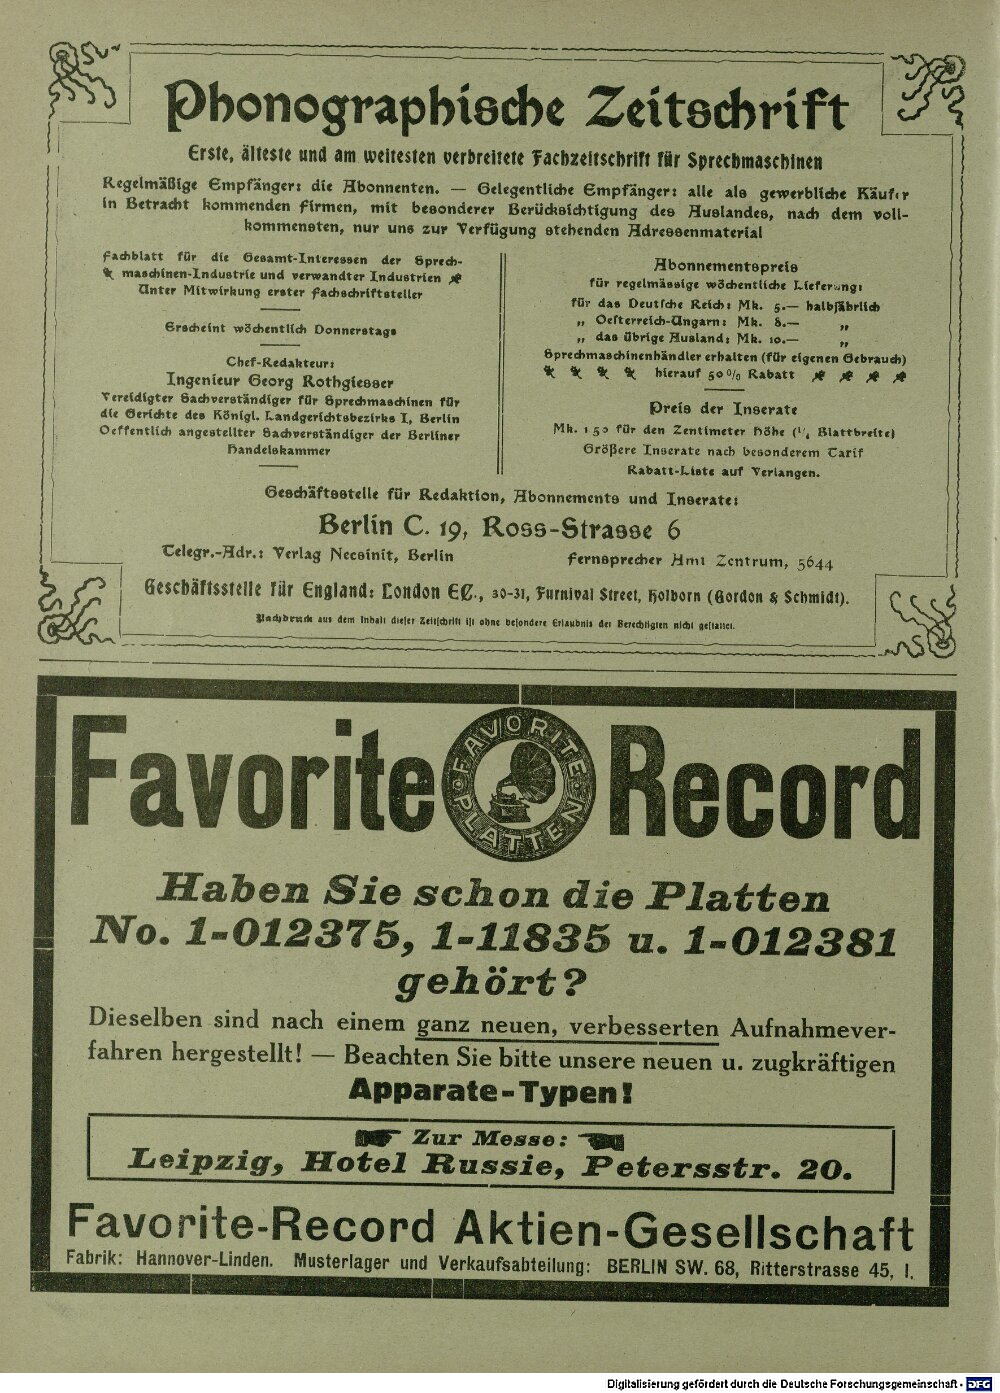 Phonographische Zeitschrift
Erste, älteste und am weitesten verbreitete Fachzeitschrift für Sprechmaschinen
Regelmäßige Empfänger: die Abonnenten. — Gelegentliche Empfänger: alle als gewerbliche Käufer
in Betracht kommenden Firmen, mit besonderer Berücksichtigung des Auslandes, nach dem voll-
kommensten, nur uns zur Verfügung stehenden Adressenmaterial
Fachblatt für die Gesamt-Interessen der Sprech-
maschinen-Industrie und verwandter Industrien
Unter Mitwirkung erster Fachschriftsteller
Erscheint wöchentlich Donnerstags
Chef-Redakteur:
Ingenieur Georg Rothgiesser
Vereidigter Sachverständiger für Sprechmaschinen für
die Gerichte des Königl. Landgerichtsbezirks I, Berlin
Oeffentlich angestellter Sachverständiger der Berliner
Handelskammer
Abonnementspreis
für regelmässige wöchentliche Lieferung:
für das Deutsche Reich: Mk. 5.— halbjährlich
„ Oesterreich-Ungarn: Mk. 8.— „
„ das übrige Ausland: Mk. 10.— „
Sprechmaschinenhändler erhalten (für eigenen Gebrauch)
hierauf 50% Rabatt
Preis der Inserate
Mk. 1.50 für den Zentimeter Höhe (¼ Blattbreite)
Größere Inserate nach besonderem Tarif
Rabatt-Liste auf Verlangen.
Geschäftsstelle für Redaktion, Abonnements und Inserate:
Berlin C. 19, Ross-Strasse 6
Telegr.-Adr.: Verlag Necsinit, Berlin
Fernsprecher Amt Zentrum, 5644
Geschäftsstelle für England: London EC., 30-31, Furnival Street, Holborn (Gordon & Schmidt).
Nachdruck aus dem Inhalt dieser Zeitschrift ist ohne besondere Erlaubnis der Berechtigten nicht gestattet.
Favorite Record
FAVORITE
PLATTEN
Haben Sie schon die Platten
No. 1-012375, 1-11835 u. 1-012381
gehört?
Dieselben sind nach einem ganz neuen, verbesserten Aufnahmever-
fahren hergestellt! — Beachten Sie bitte unsere neuen u. zugkräftigen
Apparate-Typen!
Zur Messe:
Leipzig, Hotel Russie, Petersstr. 20.
Favorite-Record Aktien-Gesellschaft
Fabrik: Hannover-Linden. Musterlager und Verkaufsabteilung: BERLIN SW. 68, Ritterstrasse 45, I.
Digitalisierung gefördert durch die Deutsche Forschungsgemeinschaft - DFG